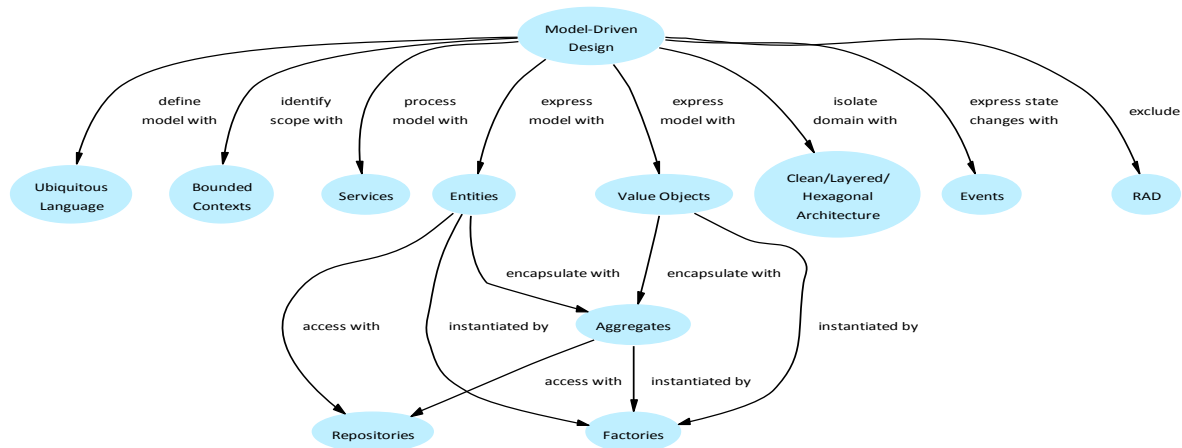 Model-Driven
Design
define
model with
identify
scope with
process
model with
express
model with
express
model with
isolate
domain with
express state
changes with
exclude
Ubiquitous
Language
Bounded
Contexts
Services
Entities
Value Objects
Clean/Layered/
Hexagonal
Architecture
Events
RAD
encapsulate with
encapsulate with
access with
instantiated by
Aggregates
instantiated by
access with
instantiated by
Repositories
Factories